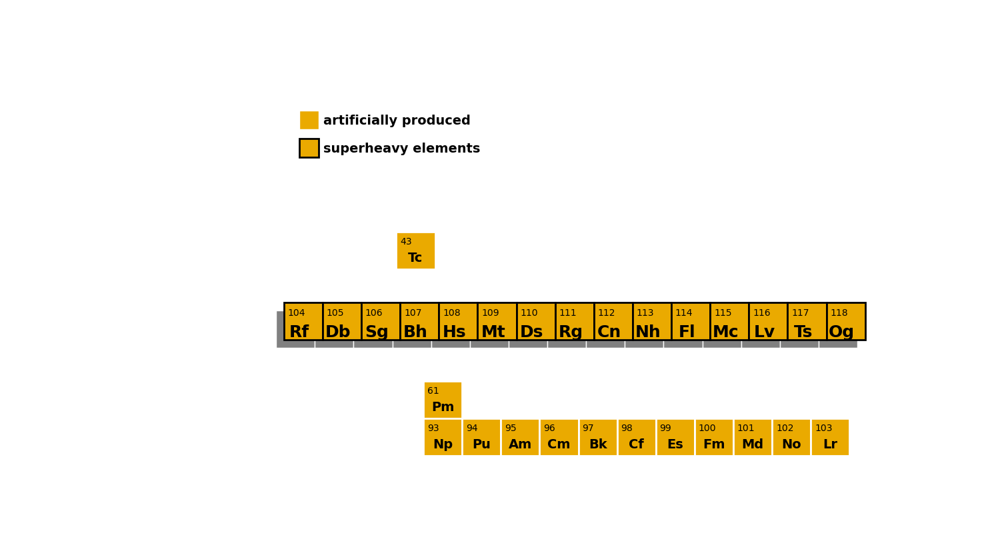 artificially produced
superheavy elements
43
Tc
104 105 106 107 108 109 110 111 112 113 114 115 116 117 118
Rf Db Sg Bh Hs Mt Ds Rg Cn Nh Fl Mc Lv Ts Og
61
Pm
93 94 95 96 97 98 99 100 101 102 103
Np Pu Am Cm Bk Cf Es Fm Md No Lr